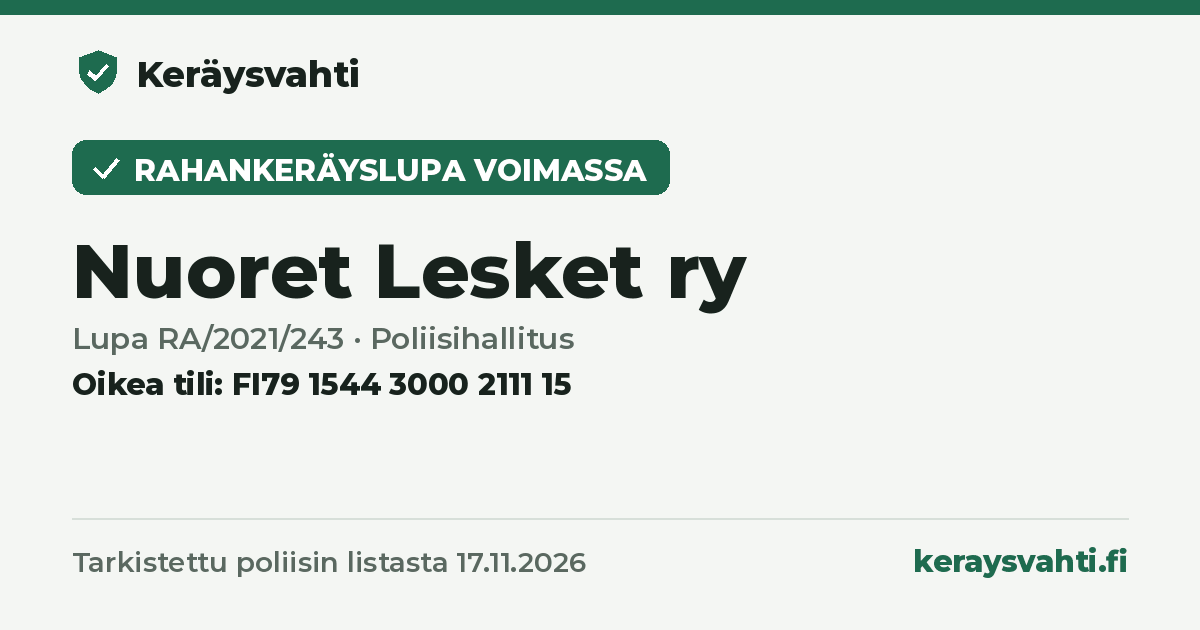 Keräysvahti
RAHANKERÄYSLUPA VOIMASSA
Nuoret Lesket ry
Lupa RA/2021/243 · Poliisihallitus
Oikea tili: FI79 1544 3000 2111 15
Tarkistettu poliisin listasta 17.11.2026
keraysvahti.fi